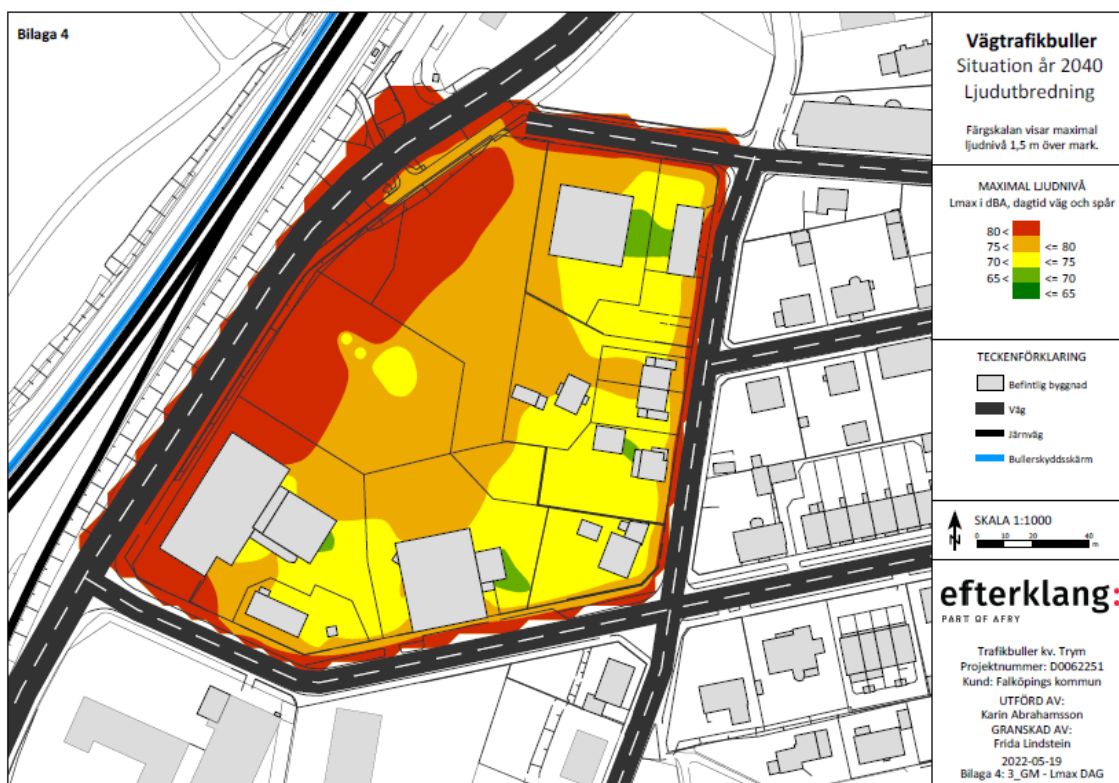 Bilaga 4
Vägtrafikbuller
Situation år 2040
Ljudutbredning
Färgskalan visar maximal
ljudnivå 1,5 m över mark.
MAXIMAL LJUDNIVÅ
Lmax i dBA, dagtid väg och spår
80 <
75 < <= 80
70 < <= 75
65 < <= 70
<= 65
TECKENFÖRKLARING
Befintlig byggnad
Väg
Järnväg
Bullerskyddsskärm
N
SKALA 1:1000
0 10 20 40
m
efterklang:
PART OF AFRY
Trafikbuller kv. Trym
Projektnummer: D0062251
Kund: Falköpings kommun
UTFÖRD AV:
Karin Abrahamsson
GRANSKAD AV:
Frida Lindstein
2022-05-19
Bilaga 4: 3_GM - Lmax DAG